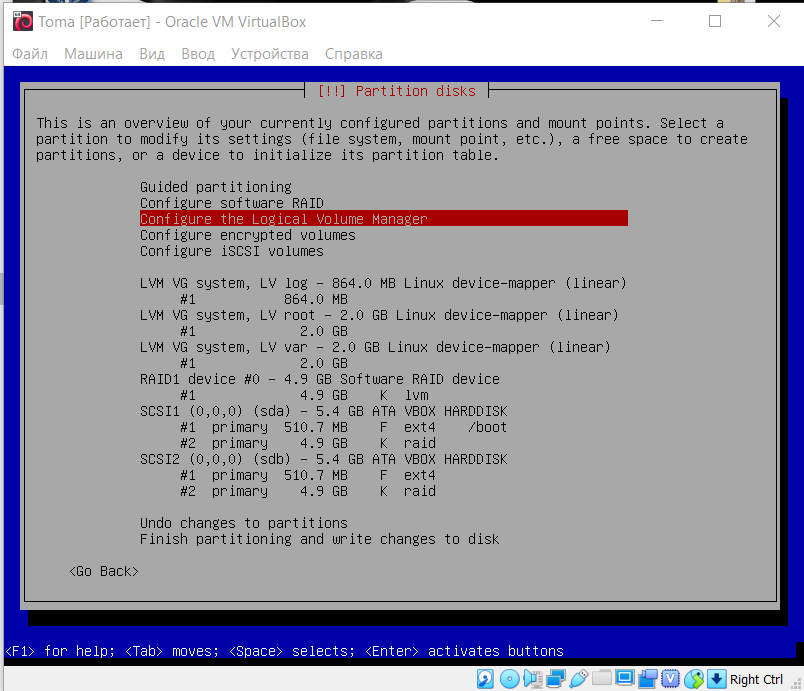 Toma [Работает] - Oracle VM VirtualBox
Файл Машина Вид Ввод Устройства Справка
[!!] Partition disks
This is an overview of your currently configured partitions and mount points. Select a
partition to modify its settings (file system, mount point, etc.), a free space to create
partitions, or a device to initialize its partition table.
Guided partitioning
Configure software RAID
Configure the Logical Volume Manager
Configure encrypted volumes
Configure iSCSI volumes
LVM VG system, LV log - 864.0 MB Linux device-mapper (linear)
#1 864.0 MB
LVM VG system, LV root - 2.0 GB Linux device-mapper (linear)
#1 2.0 GB
LVM VG system, LV var - 2.0 GB Linux device-mapper (linear)
#1 2.0 GB
RAID1 device #0 - 4.9 GB Software RAID device
#1 4.9 GB K lvm
SCSI1 (0,0,0) (sda) - 5.4 GB ATA VBOX HARDDISK
#1 primary 510.7 MB F ext4 /boot
#2 primary 4.9 GB K raid
SCSI2 (0,0,0) (sdb) - 5.4 GB ATA VBOX HARDDISK
#1 primary 510.7 MB F ext4
#2 primary 4.9 GB K raid
Undo changes to partitions
Finish partitioning and write changes to disk
<Go Back>
<F1> for help; <Tab> moves; <Space> selects; <Enter> activates buttons
Right Ctrl